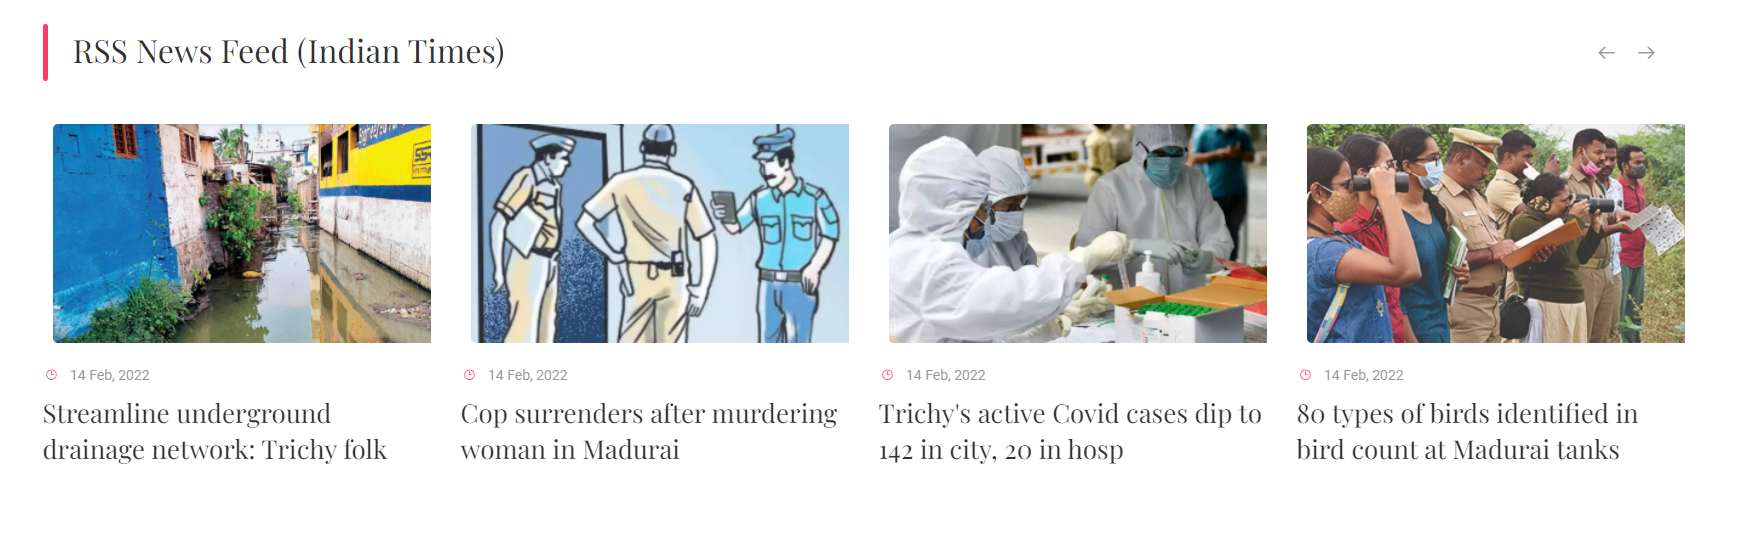 RSS News Feed (Indian Times)
14 Feb, 2022
Streamline underground
drainage network: Trichy folk
14 Feb, 2022
Cop surrenders after murdering
woman in Madurai
14 Feb, 2022
Trichy's active Covid cases dip to
142 in city, 20 in hosp
14 Feb, 2022
80 types of birds identified in
bird count at Madurai tanks